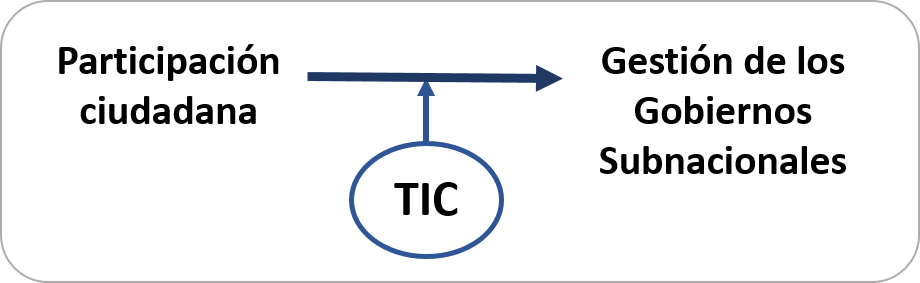 Participación
ciudadana
Gestión de los
Gobiernos
Subnacionales
TIC